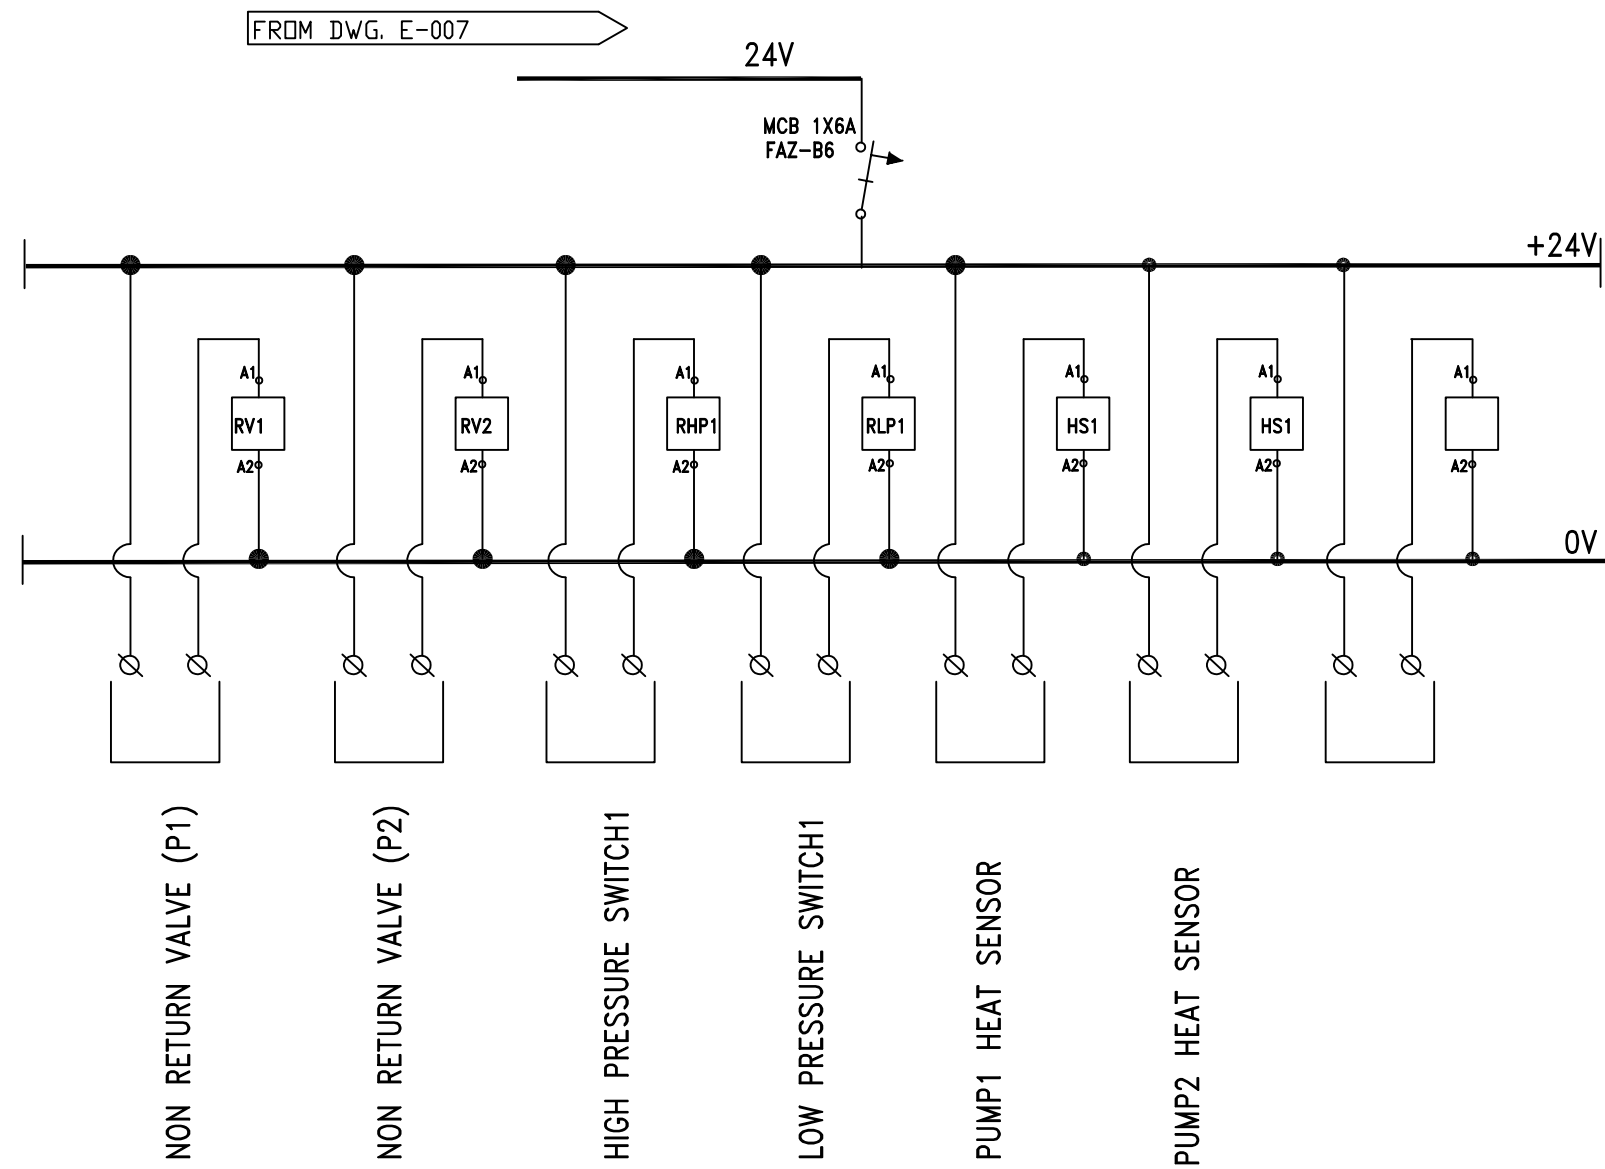 FROM DWG. E-007
24V
MCB 1X6A
FAZ-B6
+24V
A1
A1
A1
A1
A1
A1
A1
RV1
RV2
RHP1
RLP1
HS1
HS1
A2
A2
A2
A2
A2
A2
A2
0V
NON RETURN VALVE (P1)
NON RETURN VALVE (P2)
HIGH PRESSURE SWITCH1
LOW PRESSURE SWITCH1
PUMP1 HEAT SENSOR
PUMP2 HEAT SENSOR